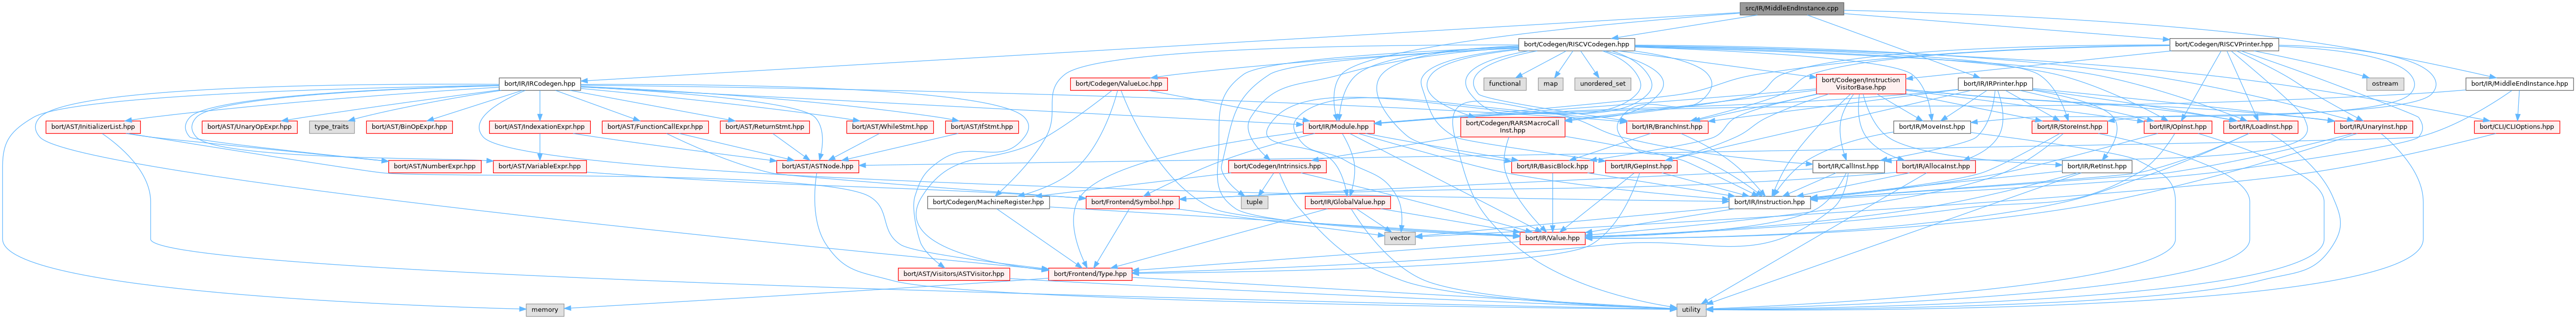 src/IR/MiddleEndInstance.cpp
bort/Codegen/RISCVCodegen.hpp
bort/Codegen/RISCVPrinter.hpp
bort/IR/IRCodegen.hpp
bort/Codegen/ValueLoc.hpp
functional
map
unordered_set
bort/Codegen/Instruction
VisitorBase.hpp
bort/IR/IRPrinter.hpp
ostream
bort/IR/MiddleEndInstance.hpp
bort/AST/InitializerList.hpp
bort/AST/UnaryOpExpr.hpp
type_traits
bort/AST/BinOpExpr.hpp
bort/AST/IndexationExpr.hpp
bort/AST/FunctionCallExpr.hpp
bort/AST/ReturnStmt.hpp
bort/AST/WhileStmt.hpp
bort/AST/IfStmt.hpp
bort/IR/Module.hpp
bort/Codegen/RARSMacroCall
Inst.hpp
bort/IR/BranchInst.hpp
bort/IR/MoveInst.hpp
bort/IR/StoreInst.hpp
bort/IR/OpInst.hpp
bort/IR/LoadInst.hpp
bort/IR/UnaryInst.hpp
bort/CLI/CLIOptions.hpp
bort/AST/NumberExpr.hpp
bort/AST/VariableExpr.hpp
bort/AST/ASTNode.hpp
bort/Codegen/Intrinsics.hpp
bort/IR/BasicBlock.hpp
bort/IR/GepInst.hpp
bort/IR/CallInst.hpp
bort/IR/AllocaInst.hpp
bort/IR/RetInst.hpp
bort/Codegen/MachineRegister.hpp
bort/Frontend/Symbol.hpp
tuple
bort/IR/GlobalValue.hpp
bort/IR/Instruction.hpp
vector
bort/IR/Value.hpp
bort/AST/Visitors/ASTVisitor.hpp
bort/Frontend/Type.hpp
memory
utility